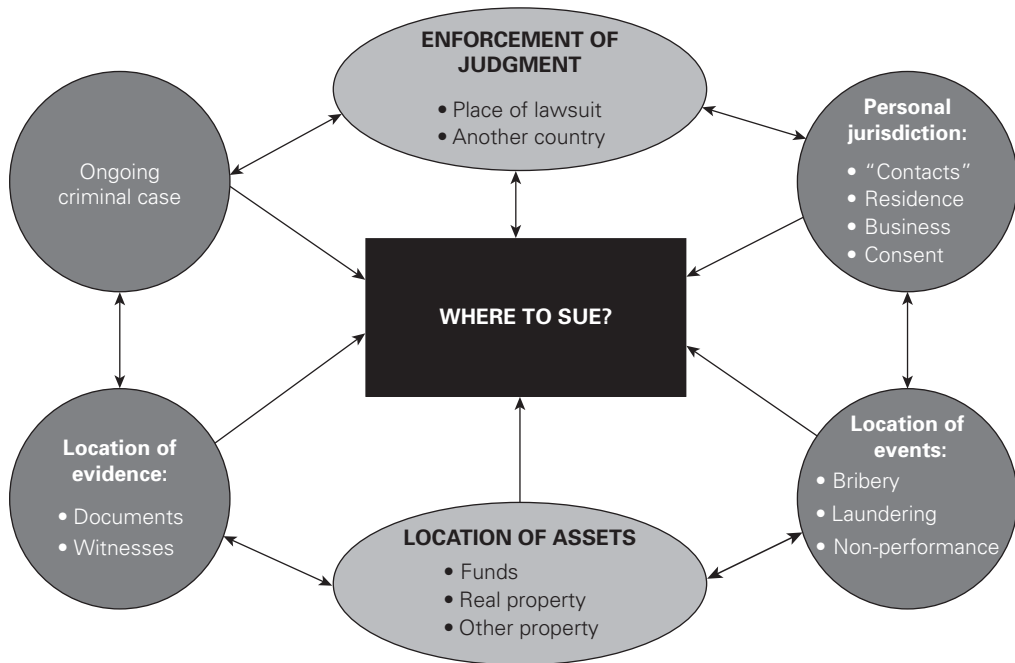 ENFORCEMENT OF
JUDGMENT
• Place of lawsuit
• Another country
Ongoing
criminal case
Personal
jurisdiction:
• “Contacts”
• Residence
• Business
• Consent
WHERE TO SUE?
Location of
evidence:
• Documents
• Witnesses
LOCATION OF ASSETS
• Funds
• Real property
• Other property
Location of
events:
• Bribery
• Laundering
• Non-performance